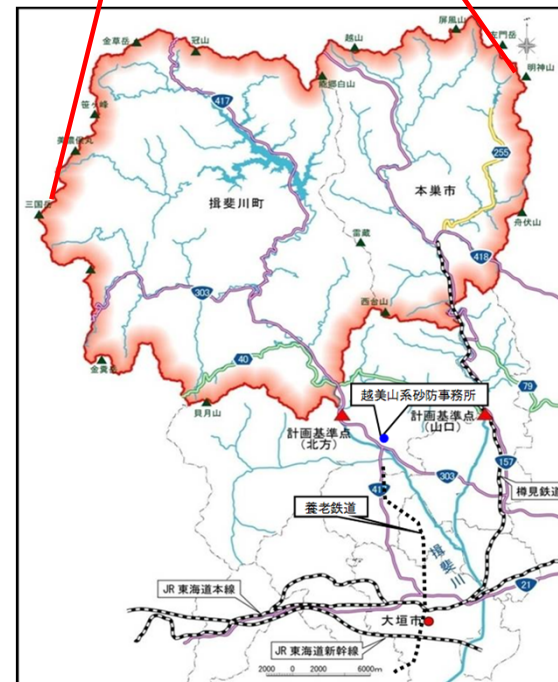 屏風山
金草岳
冠山
越山
左門岳
能郷白山
明神山
笹ヶ峰
417
美濃俣丸
255
揖斐川町
本巣市
三国岳
舟伏山
雷蔵
418
303
西台山
40
金糞岳
79
貝月山
越美山系砂防事務所
計画基準点
(北方)
計画基準点
(山口)
157
303
樽見鉄道
養老鉄道
揖斐川
21
JR 東海道本線
大垣市
JR 東海道新幹線
2000 0 2000 6000m